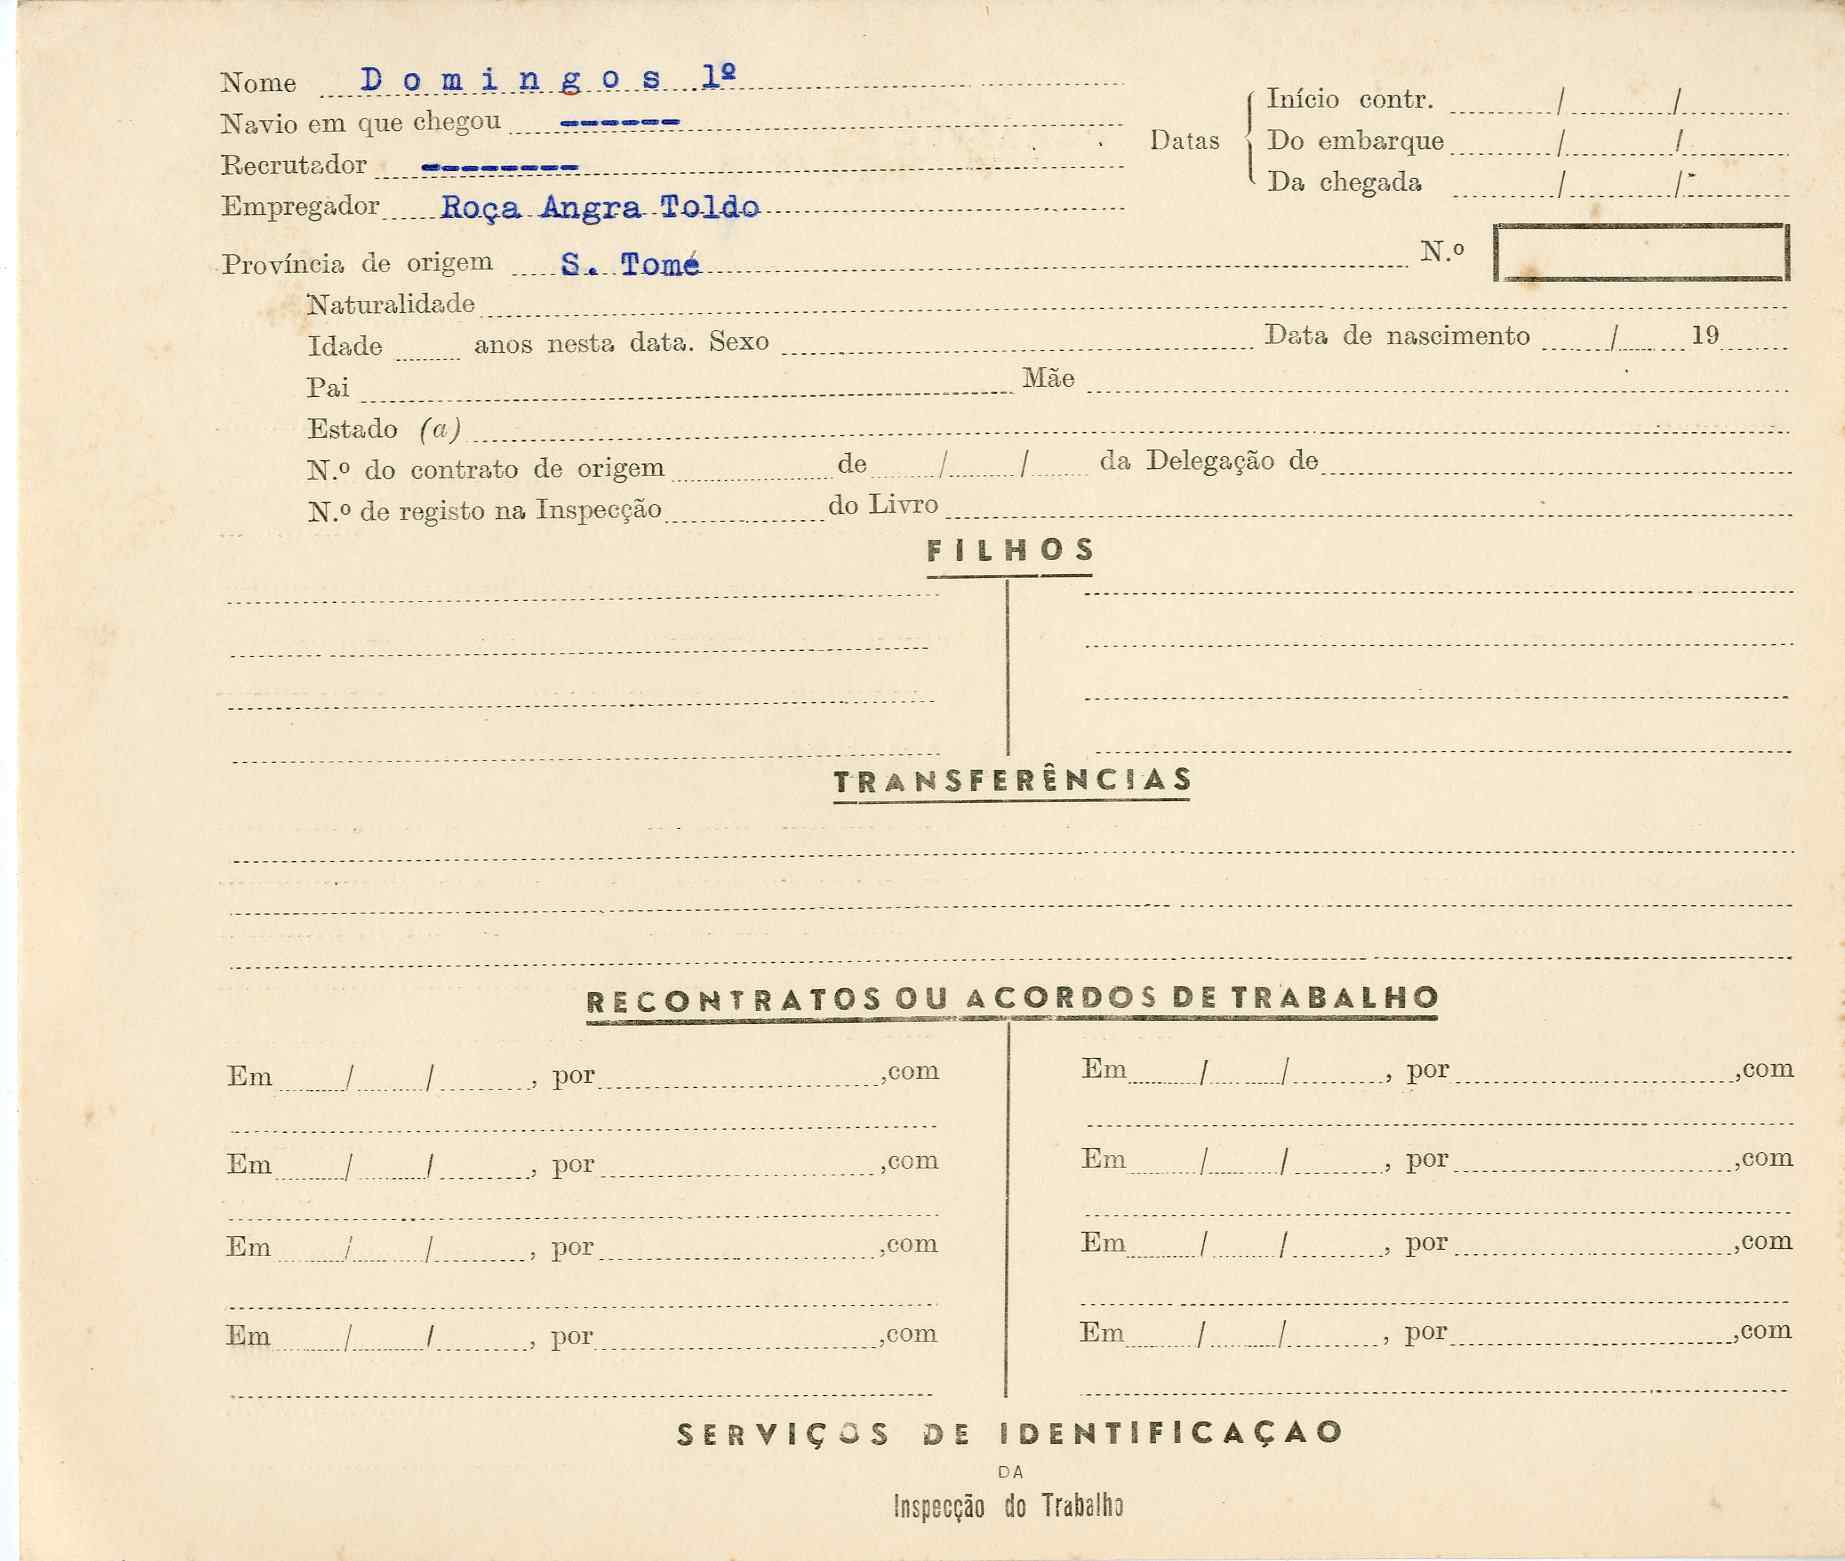 Nome D o m i n g o s 1º
Navio em que chegou ------
Recrutador --------
Empregador Roça Angra Toldo
Datas
Início contr. / /
Do embarque / /
Da chegada / /
Província de origem S. Tomé N.º
Naturalidade
Idade anos nesta data. Sexo Data de nascimento / 19
Pai Mãe
Estado (a)
N.º do contrato de origem de / / da Delegação de
N.º de registo na Inspecção do Livro
FILHOS
TRANSFERÊNCIAS
RECONTRATOS OU ACORDOS DE TRABALHO
Em / / , por ,com
Em / / , por ,com
Em / / , por ,com
Em / / , por ,com
Em / / , por ,com
Em / / , por ,com
Em / / , por ,com
Em / / , por ,com
SERVIÇOS DE IDENTIFICAÇAO
DA
Inspecção do Trabalho